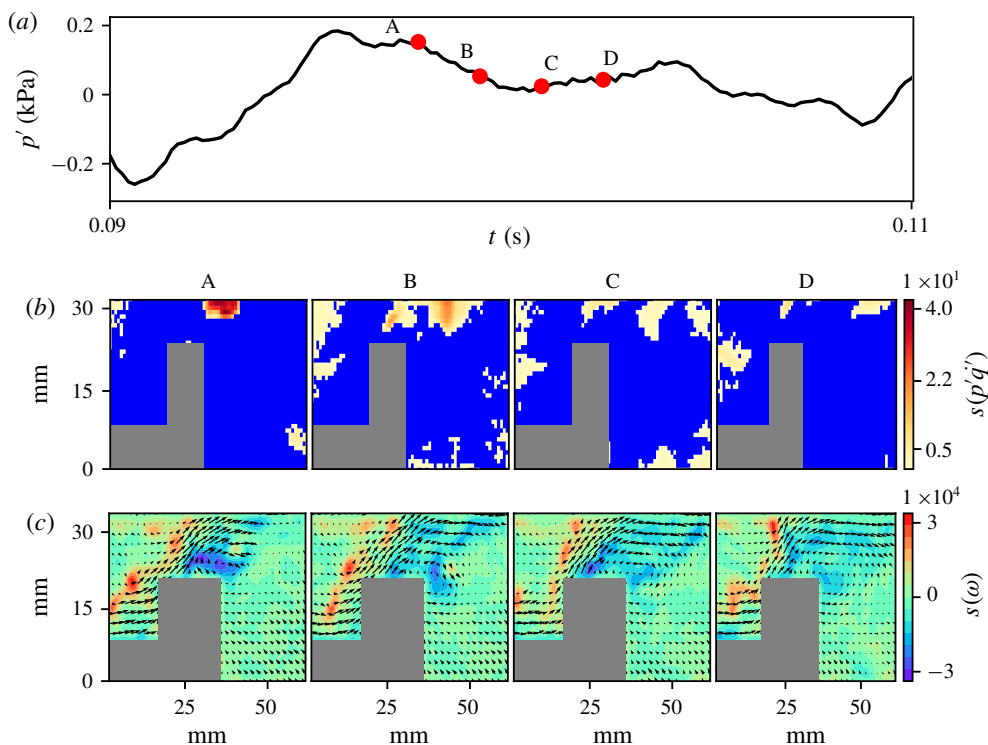 (a)
0.2
0
−0.2
p′ (kPa)
A
B
C
D
0.09
t (s)
0.11
(b)
A
B
C
D
30
15
0
mm
1 × 10¹
4.0
2.2
0.5
s(p′q̇′)
(c)
30
15
0
mm
1 × 10⁴
3
0
−3
s(ω)
25 50
25 50
25 50
25 50
mm
mm
mm
mm